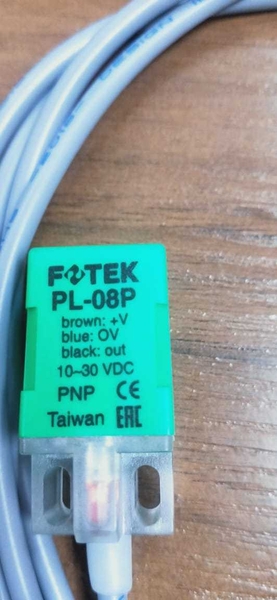 FOTEK
PL-08P
brown: +V
blue: OV
black: out
10~30 VDC
PNP CE
Taiwan EAC